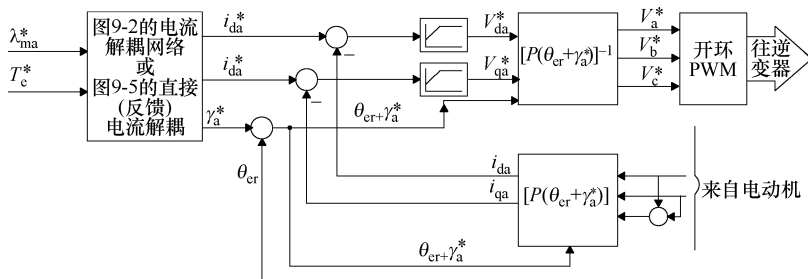 λ*ma
T*e
图9-2的电流
解耦网络
或
图9-5的直接
(反馈)
电流解耦
i*da
i*da
γ*a
θer
θer+γ*a
V*da
V*qa
[P(θer+γ*a)]⁻¹
V*a
V*b
V*c
开环
PWM
往逆
变器
ida
iqa
[P(θer+γ*a)]
来自电动机
θer+γ*a
−
−